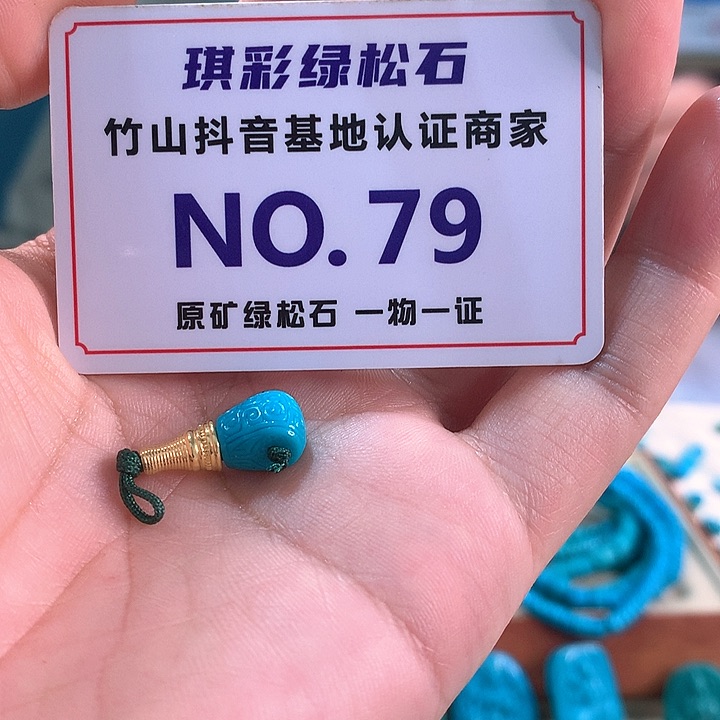 琪彩绿松石
竹山抖音基地认证商家
NO. 79
原矿绿松石 一物一证